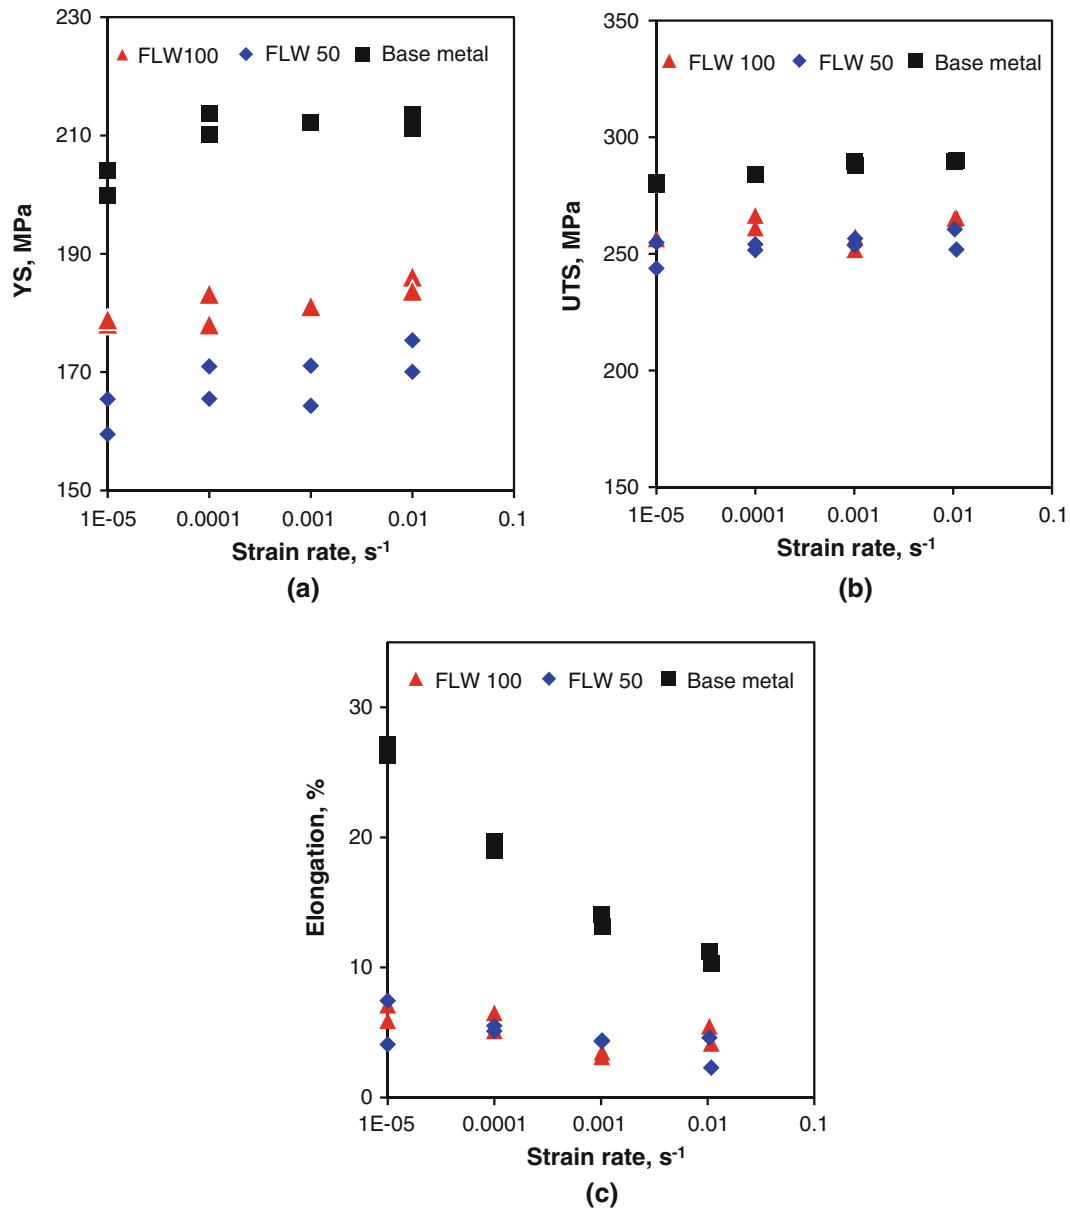 230
FLW100 FLW 50 Base metal
210
190
170
150
YS, MPa
1E-05 0.0001 0.001 0.01 0.1
Strain rate, s-1
(a)
350
FLW 100 FLW 50 Base metal
300
250
200
150
UTS, MPa
1E-05 0.0001 0.001 0.01 0.1
Strain rate, s-1
(b)
FLW 100 FLW 50 Base metal
30
20
10
0
Elongation, %
1E-05 0.0001 0.001 0.01 0.1
Strain rate, s-1
(c)